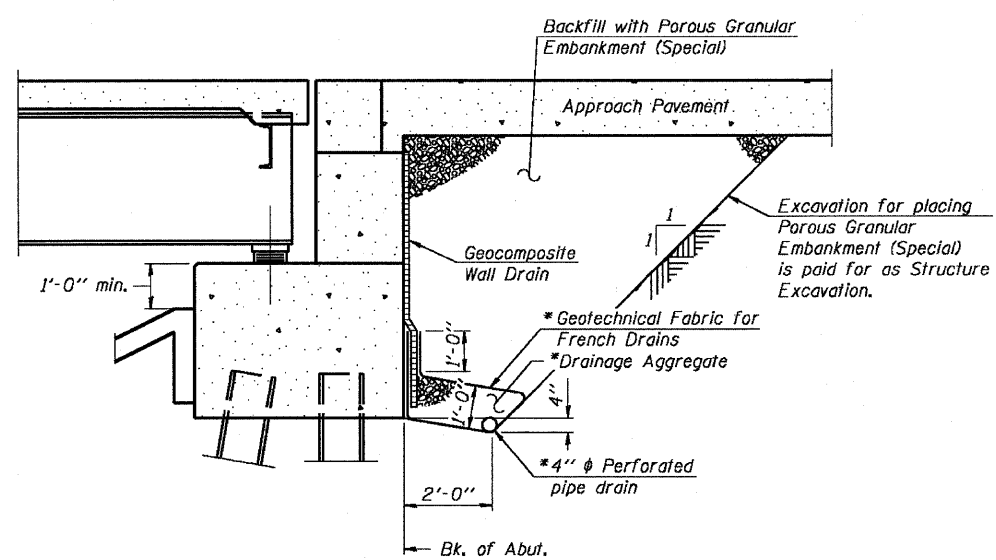 Backfill with Porous Granular
Embankment (Special)
Approach Pavement
1
1
Excavation for placing
Porous Granular
Embankment (Special)
is paid for as Structure
Excavation.
Geocomposite
Wall Drain
1'-0" min.
*Geotechnical Fabric for
French Drains
*Drainage Aggregate
1'-0"
1'-0"
4"
*4" ϕ Perforated
pipe drain
2'-0"
Bk. of Abut.